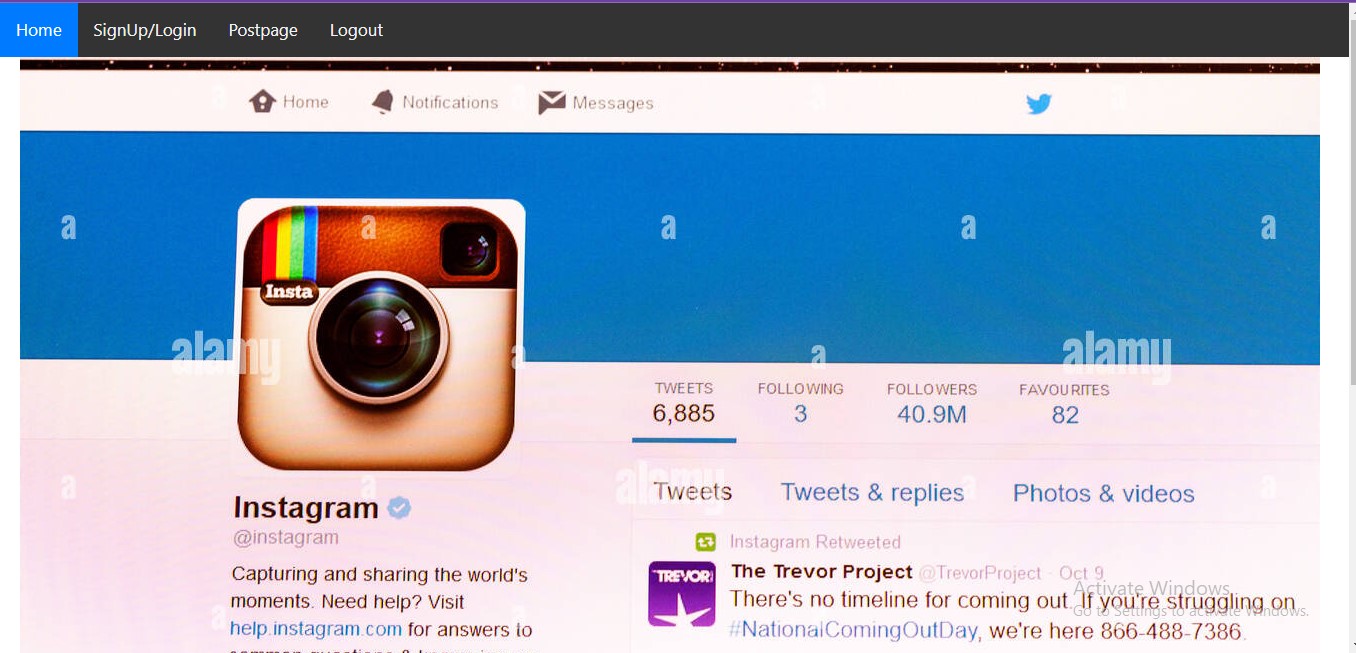 Home SignUp/Login Postpage Logout
Home Notifications Messages
a a a a
a a a a a
Insta
alamy a a alamy
TWEETS FOLLOWING FOLLOWERS FAVOURITES
6,885 3 40.9M 82
a a alamy a a
Tweets Tweets & replies Photos & videos
Instagram
@instagram
Instagram Retweeted
TREVOR
The Trevor Project @TrevorProject · Oct 9
Capturing and sharing the world's
moments. Need help? Visit
help.instagram.com for answers to
There's no timeline for coming out. If you're struggling on
#NationalComingOutDay, we're here 866-488-7386.
Activate Windows
Go to Settings to activate Windows.